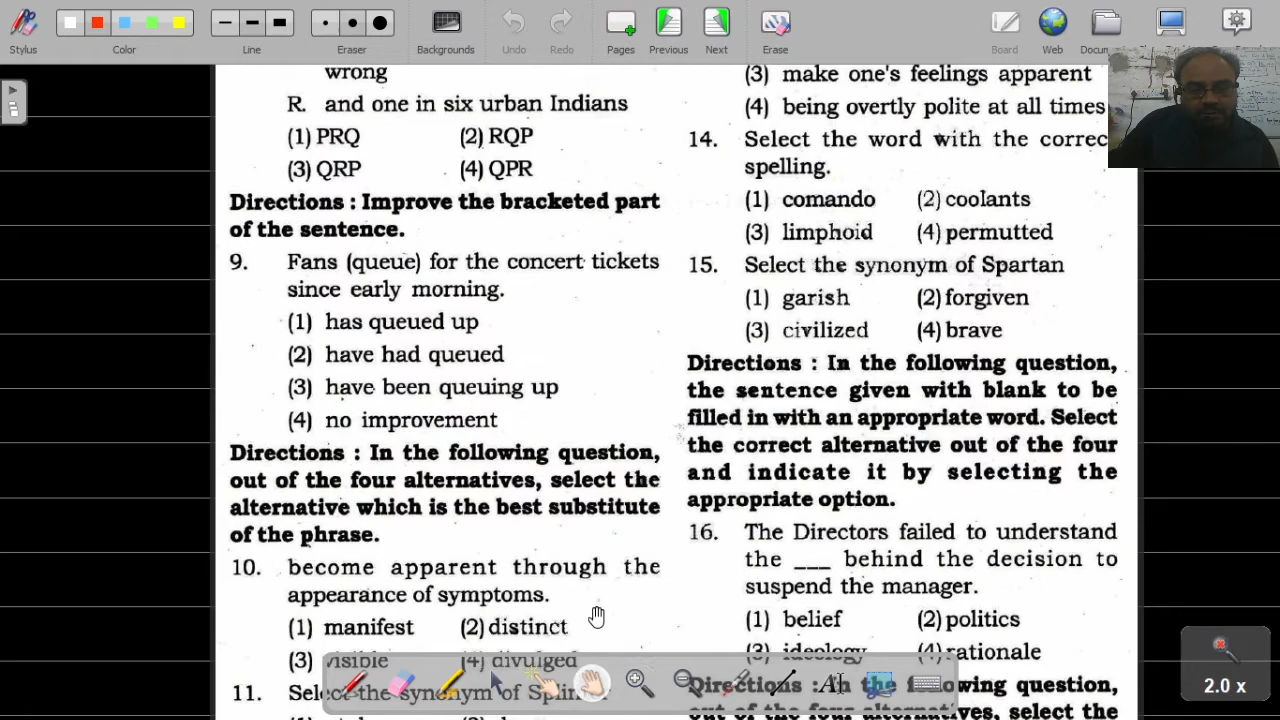 Stylus
Color
Line
Eraser
Backgrounds
Undo
Redo
Pages
Previous
Next
Erase
Board
Web
wrong
R. and one in six urban Indians
(1) PRQ (2) RQP
(3) QRP (4) QPR
Directions : Improve the bracketed part
of the sentence.
9. Fans (queue) for the concert tickets
since early morning.
(1) has queued up
(2) have had queued
(3) have been queuing up
(4) no improvement
Directions : In the following question,
out of the four alternatives, select the
alternative which is the best substitute
of the phrase.
10. become apparent through the
appearance of symptoms.
(1) manifest (2) distinct
(3) visible (4) divulged
11. Select the synonym of
(3) make one's feelings apparent
(4) being overtly polite at all times
14. Select the word with the correc
spelling.
(1) comando (2) coolants
(3) limphoid (4) permutted
15. Select the synonym of Spartan
(1) garish (2) forgiven
(3) civilized (4) brave
Directions : In the following question,
the sentence given with blank to be
filled in with an appropriate word. Select
the correct alternative out of the four
and indicate it by selecting the
appropriate option.
16. The Directors failed to understand
the ___ behind the decision to
suspend the manager.
(1) belief (2) politics
(3) ideology (4) rationale
Directions : In the following question,
out of the four alternatives, select the
2.0 x